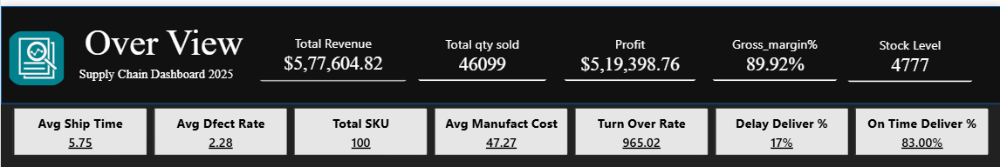 Over View
Supply Chain Dashboard 2025
Total Revenue
$5,77,604.82
Total qty sold
46099
Profit
$5,19,398.76
Gross_margin%
89.92%
Stock Level
4777
Avg Ship Time
5.75
Avg Dfect Rate
2.28
Total SKU
100
Avg Manufact Cost
47.27
Turn Over Rate
965.02
Delay Deliver %
17%
On Time Deliver %
83.00%